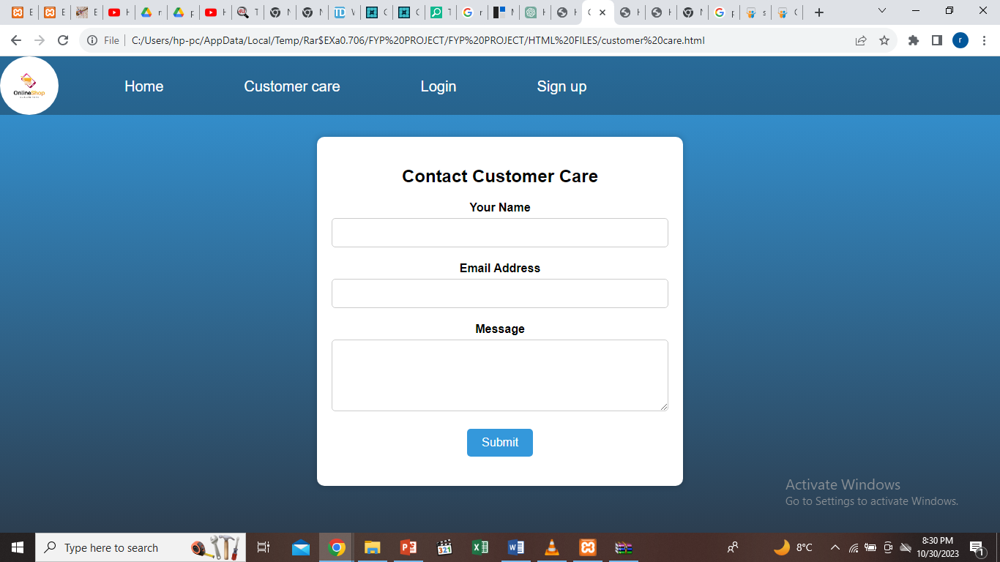 E
E
E
H
n
p
H
T
N
N
V
C
C
T
r
N
H
H
C
H
H
N
p
s
C
File
C:/Users/hp-pc/AppData/Local/Temp/Rar$EXa0.706/FYP%20PROJECT/FYP%20PROJECT/HTML%20FILES/customer%20care.html
r
OnlineShop
Home
Customer care
Login
Sign up
Contact Customer Care
Your Name
Email Address
Message
Submit
Activate Windows
Go to Settings to activate Windows.
Type here to search
8°C
8:30 PM
10/30/2023
1